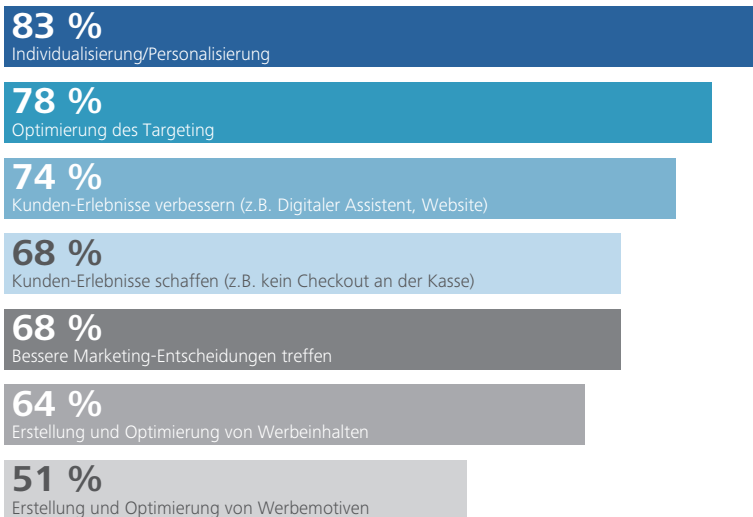 83 %
Individualisierung/Personalisierung
78 %
Optimierung des Targeting
74 %
Kunden-Erlebnisse verbessern (z.B. Digitaler Assistent, Website)
68 %
Kunden-Erlebnisse schaffen (z.B. kein Checkout an der Kasse)
68 %
Bessere Marketing-Entscheidungen treffen
64 %
Erstellung und Optimierung von Werbeinhalten
51 %
Erstellung und Optimierung von Werbemotiven